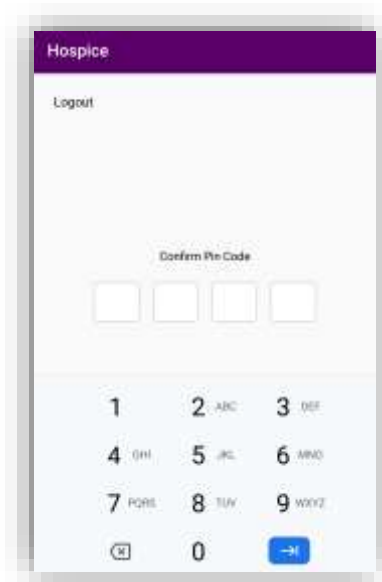 Hospice
Logout
Confirm Pin Code
1 2 ABC 3 DEF
4 GHI 5 JKL 6 MNO
7 PQRS 8 TUV 9 WXYZ
0